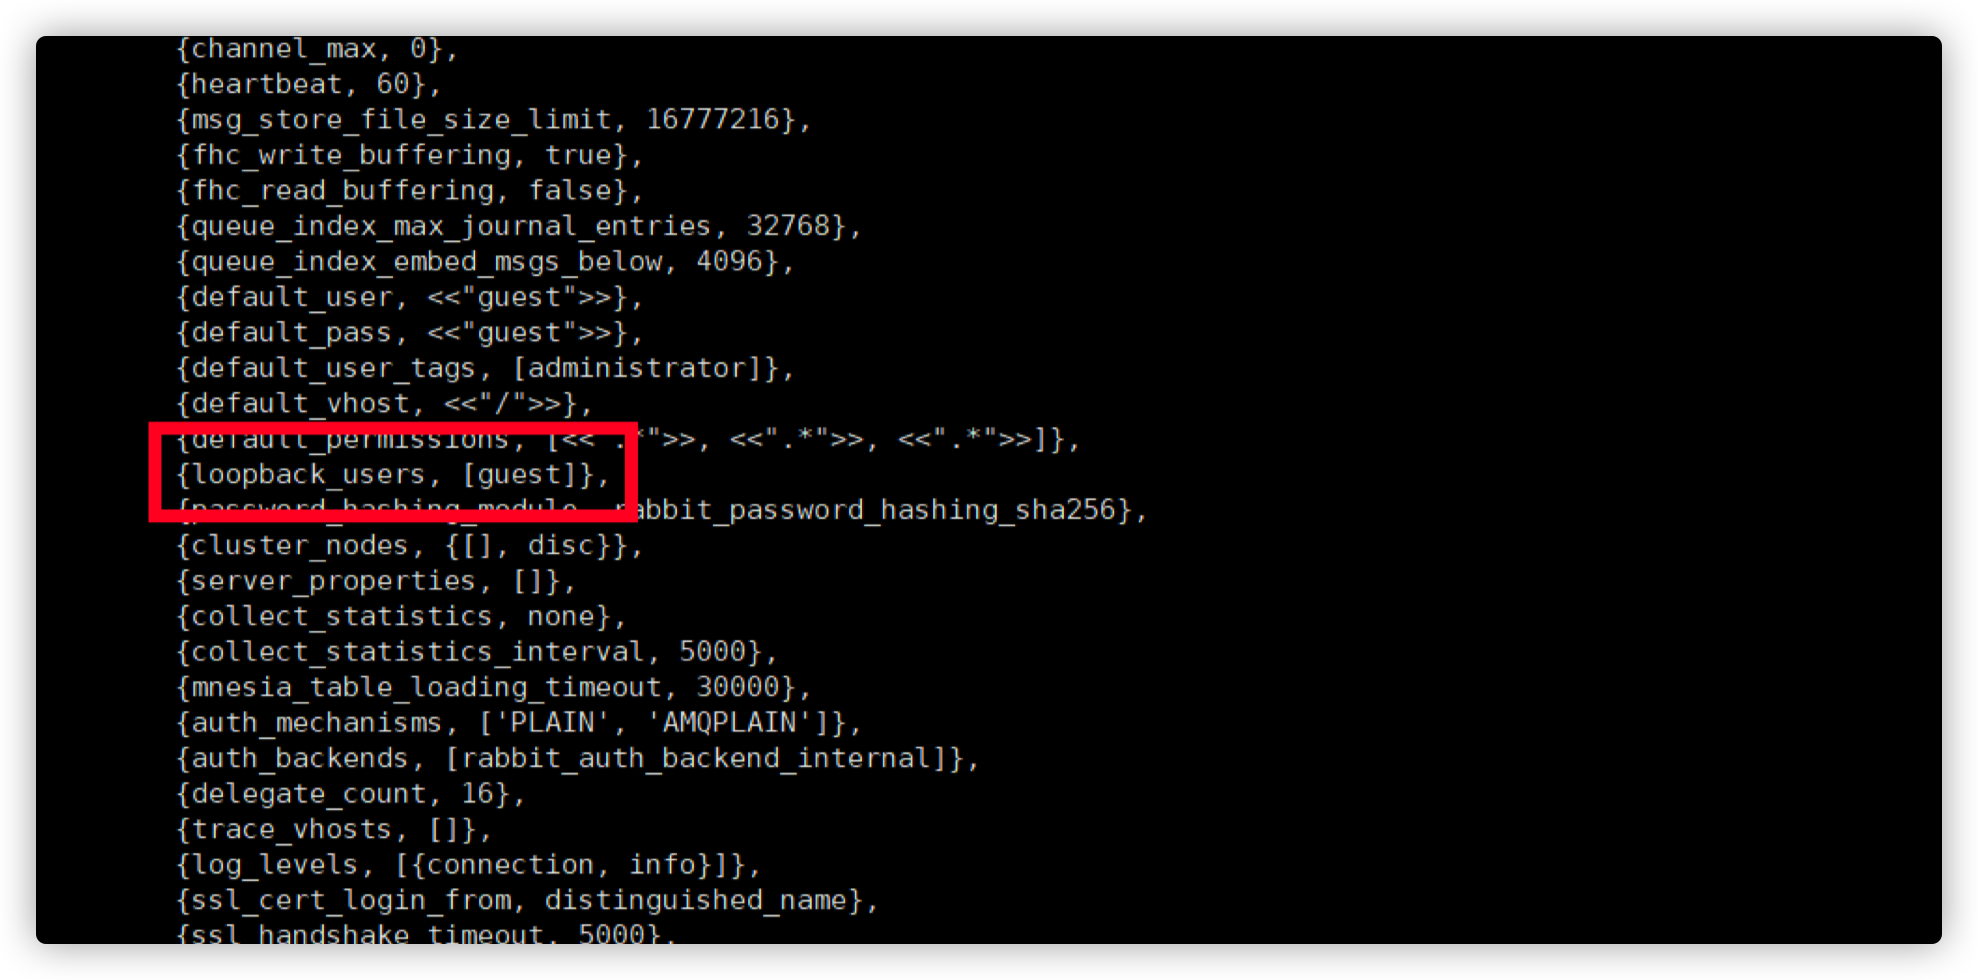 {channel_max, 0},
{heartbeat, 60},
{msg_store_file_size_limit, 16777216},
{fhc_write_buffering, true},
{fhc_read_buffering, false},
{queue_index_max_journal_entries, 32768},
{queue_index_embed_msgs_below, 4096},
{default_user, <<"guest">>},
{default_pass, <<"guest">>},
{default_user_tags, [administrator]},
{default_vhost, <<"/">>},
{default_permissions, [<<".*">>, <<".*">>, <<".*">>]},
{loopback_users, [guest]},
{password_hashing_module, rabbit_password_hashing_sha256},
{cluster_nodes, {[], disc}},
{server_properties, []},
{collect_statistics, none},
{collect_statistics_interval, 5000},
{mnesia_table_loading_timeout, 30000},
{auth_mechanisms, ['PLAIN', 'AMQPLAIN']},
{auth_backends, [rabbit_auth_backend_internal]},
{delegate_count, 16},
{trace_vhosts, []},
{log_levels, [{connection, info}]},
{ssl_cert_login_from, distinguished_name},
{ssl_handshake_timeout, 5000},